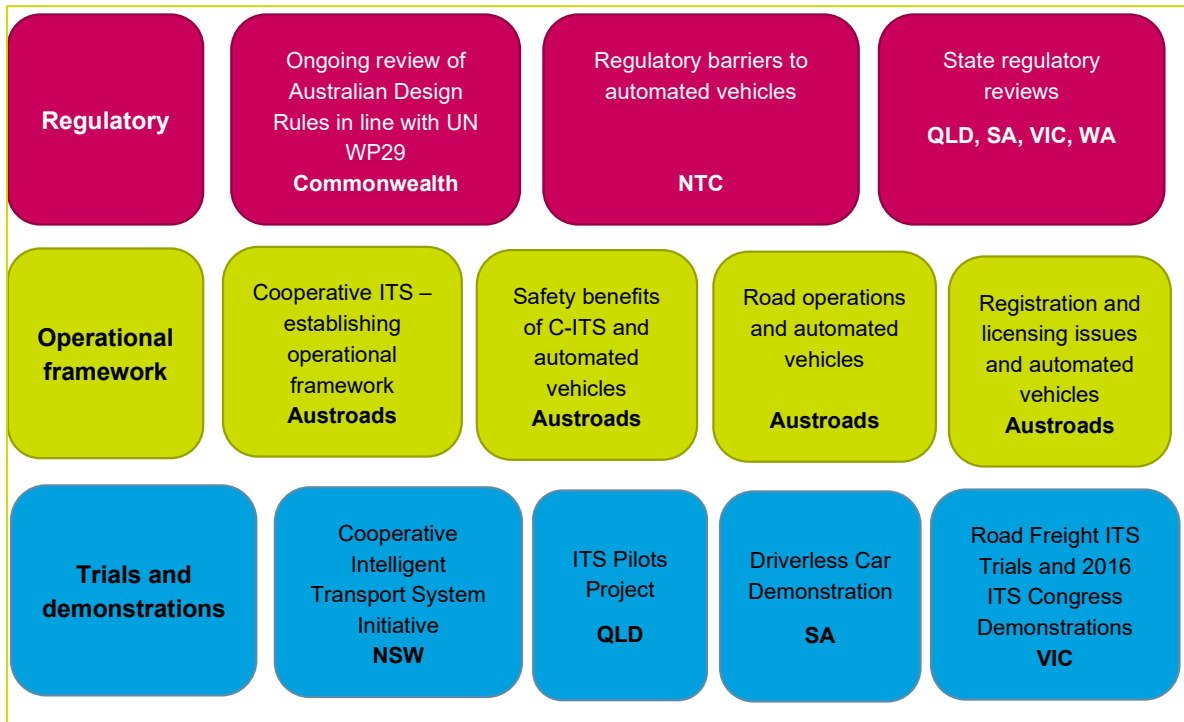 Regulatory
Ongoing review of
Australian Design
Rules in line with UN
WP29
Commonwealth
Regulatory barriers to
automated vehicles
NTC
State regulatory
reviews
QLD, SA, VIC, WA
Operational
framework
Cooperative ITS –
establishing
operational
framework
Austroads
Safety benefits
of C-ITS and
automated
vehicles
Austroads
Road operations
and automated
vehicles
Austroads
Registration and
licensing issues
and automated
vehicles
Austroads
Trials and
demonstrations
Cooperative
Intelligent
Transport System
Initiative
NSW
ITS Pilots
Project
QLD
Driverless Car
Demonstration
SA
Road Freight ITS
Trials and 2016
ITS Congress
Demonstrations
VIC